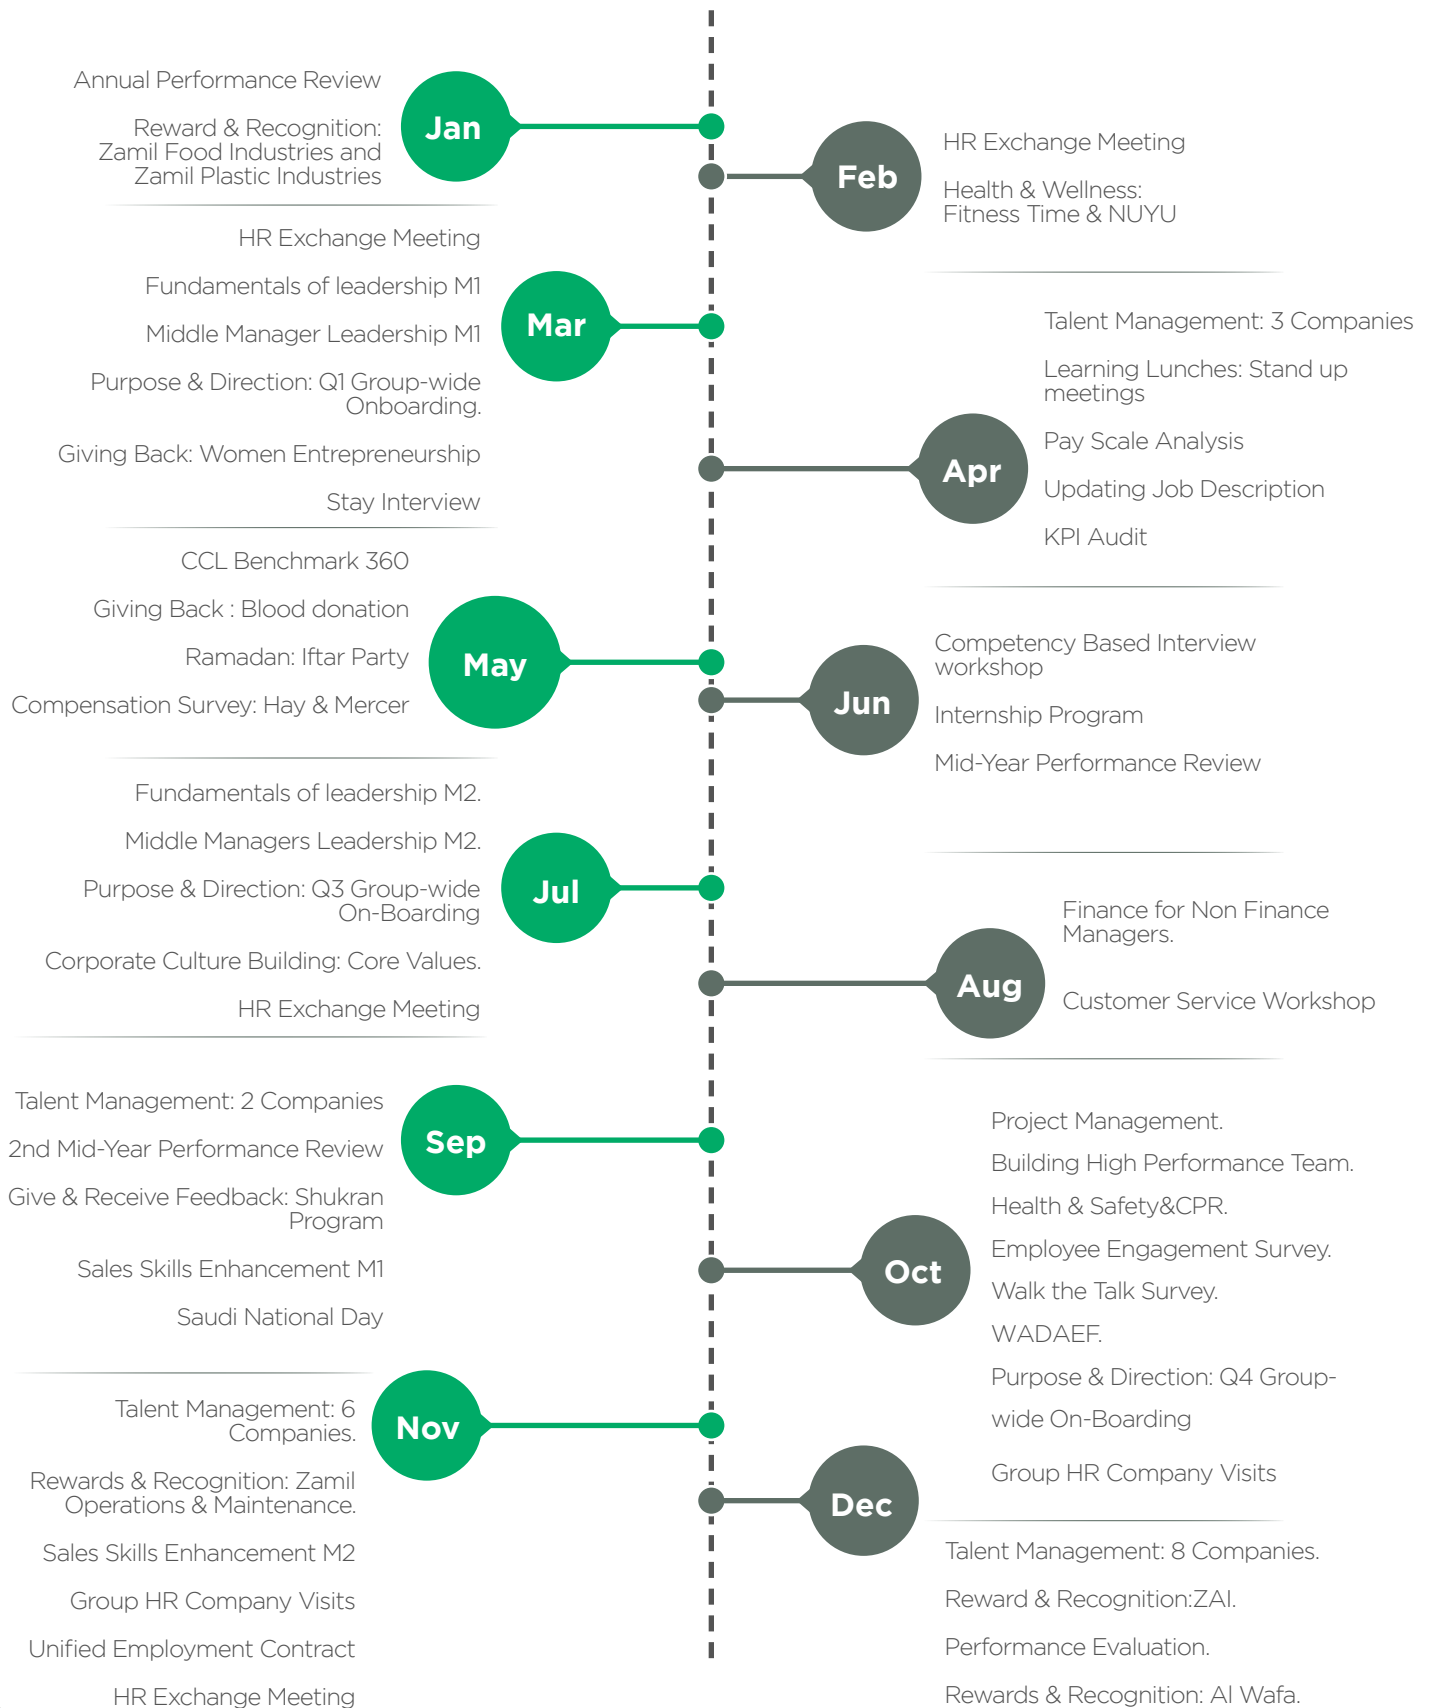 Jan
Annual Performance Review
Reward & Recognition:
Zamil Food Industries and
Zamil Plastic Industries
Feb
HR Exchange Meeting
Health & Wellness:
Fitness Time & NUYU
Mar
HR Exchange Meeting
Fundamentals of leadership M1
Middle Manager Leadership M1
Purpose & Direction: Q1 Group-wide
Onboarding.
Giving Back: Women Entrepreneurship
Stay Interview
Apr
Talent Management: 3 Companies
Learning Lunches: Stand up
meetings
Pay Scale Analysis
Updating Job Description
KPI Audit
May
CCL Benchmark 360
Giving Back : Blood donation
Ramadan: Iftar Party
Compensation Survey: Hay & Mercer
Jun
Competency Based Interview
workshop
Internship Program
Mid-Year Performance Review
Jul
Fundamentals of leadership M2.
Middle Managers Leadership M2.
Purpose & Direction: Q3 Group-wide
On-Boarding
Corporate Culture Building: Core Values.
HR Exchange Meeting
Aug
Finance for Non Finance
Managers.
Customer Service Workshop
Sep
Talent Management: 2 Companies
2nd Mid-Year Performance Review
Give & Receive Feedback: Shukran
Program
Sales Skills Enhancement M1
Saudi National Day
Oct
Project Management.
Building High Performance Team.
Health & Safety&CPR.
Employee Engagement Survey.
Walk the Talk Survey.
WADAEF.
Purpose & Direction: Q4 Group-
wide On-Boarding
Group HR Company Visits
Nov
Talent Management: 6
Companies.
Rewards & Recognition: Zamil
Operations & Maintenance.
Sales Skills Enhancement M2
Group HR Company Visits
Unified Employment Contract
HR Exchange Meeting
Dec
Talent Management: 8 Companies.
Reward & Recognition:ZAI.
Performance Evaluation.
Rewards & Recognition: Al Wafa.